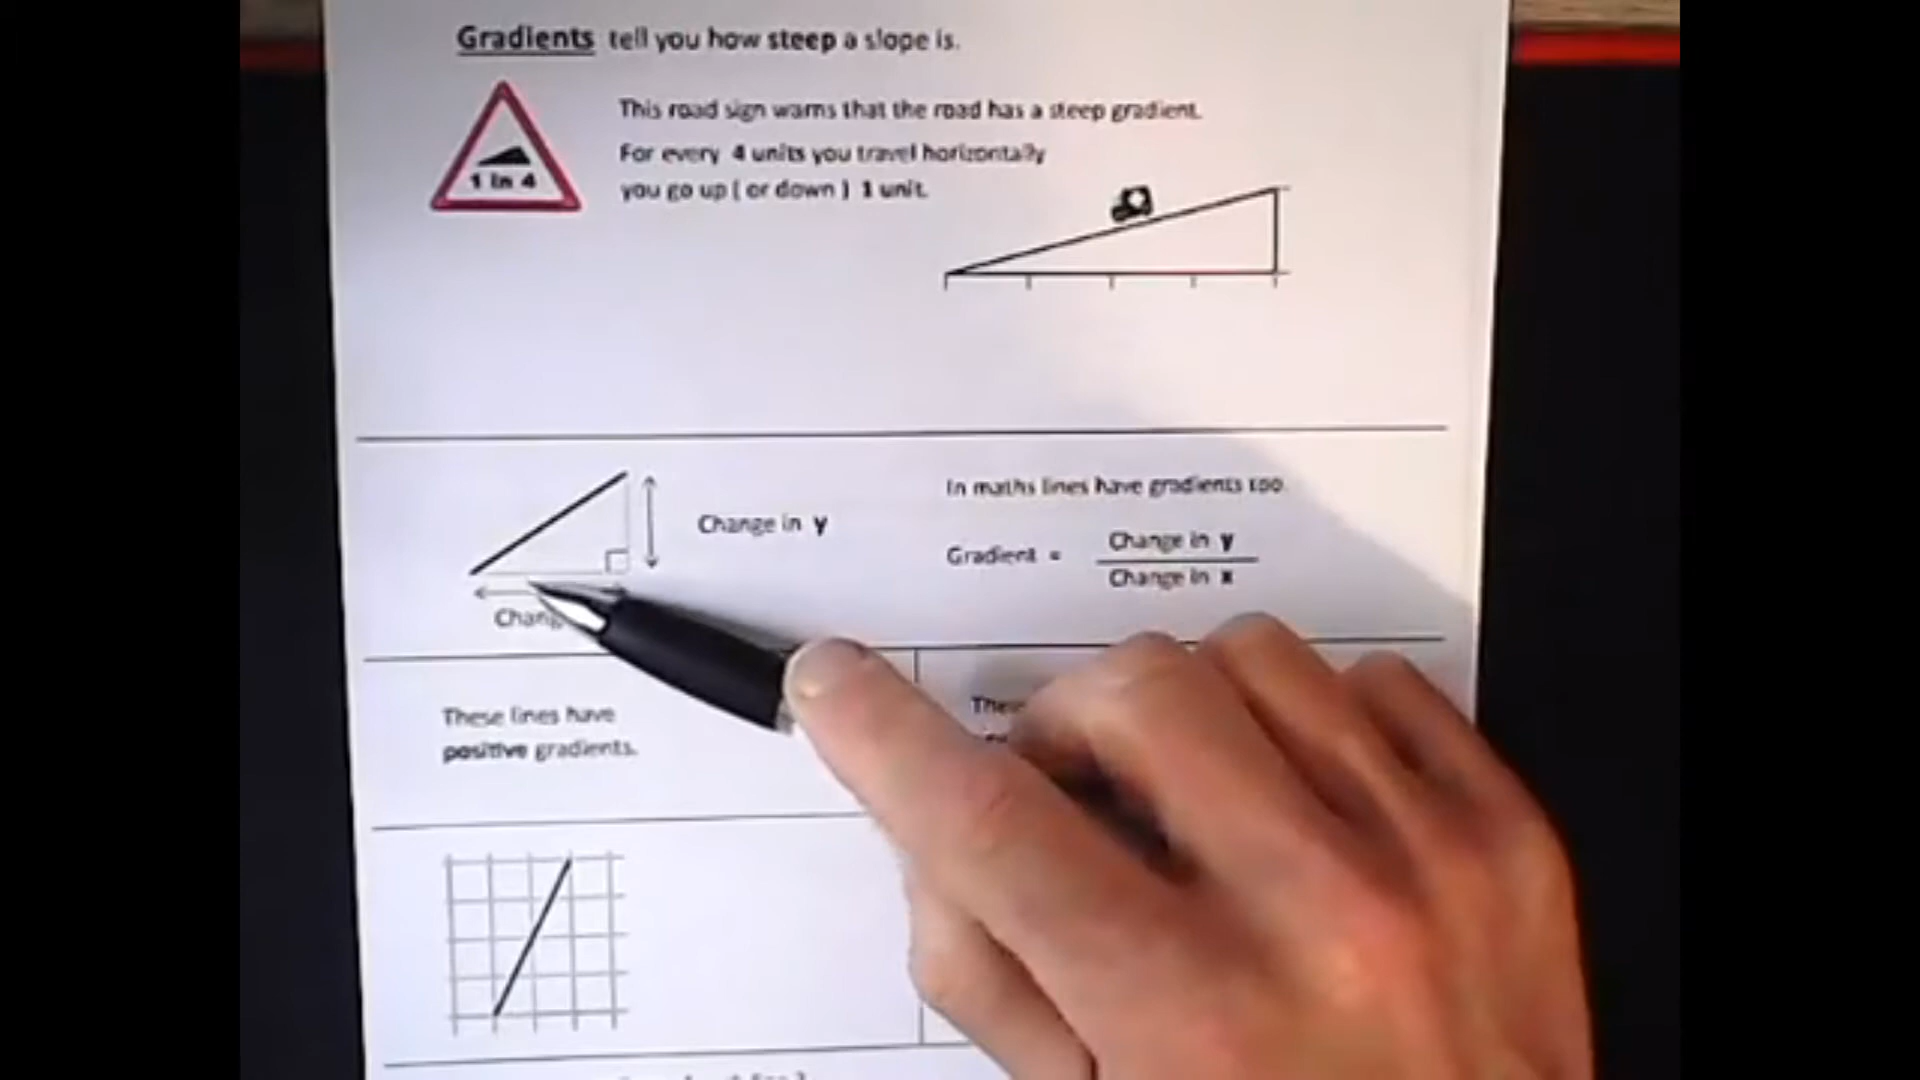 Gradients tell you how steep a slope is.
1 in 4
This road sign warns that the road has a steep gradient.
For every 4 units you travel horizontally
you go up ( or down ) 1 unit.
In maths lines have gradients too.
Change in y
Gradient = Change in y
Change in x
These lines have
positive gradients.